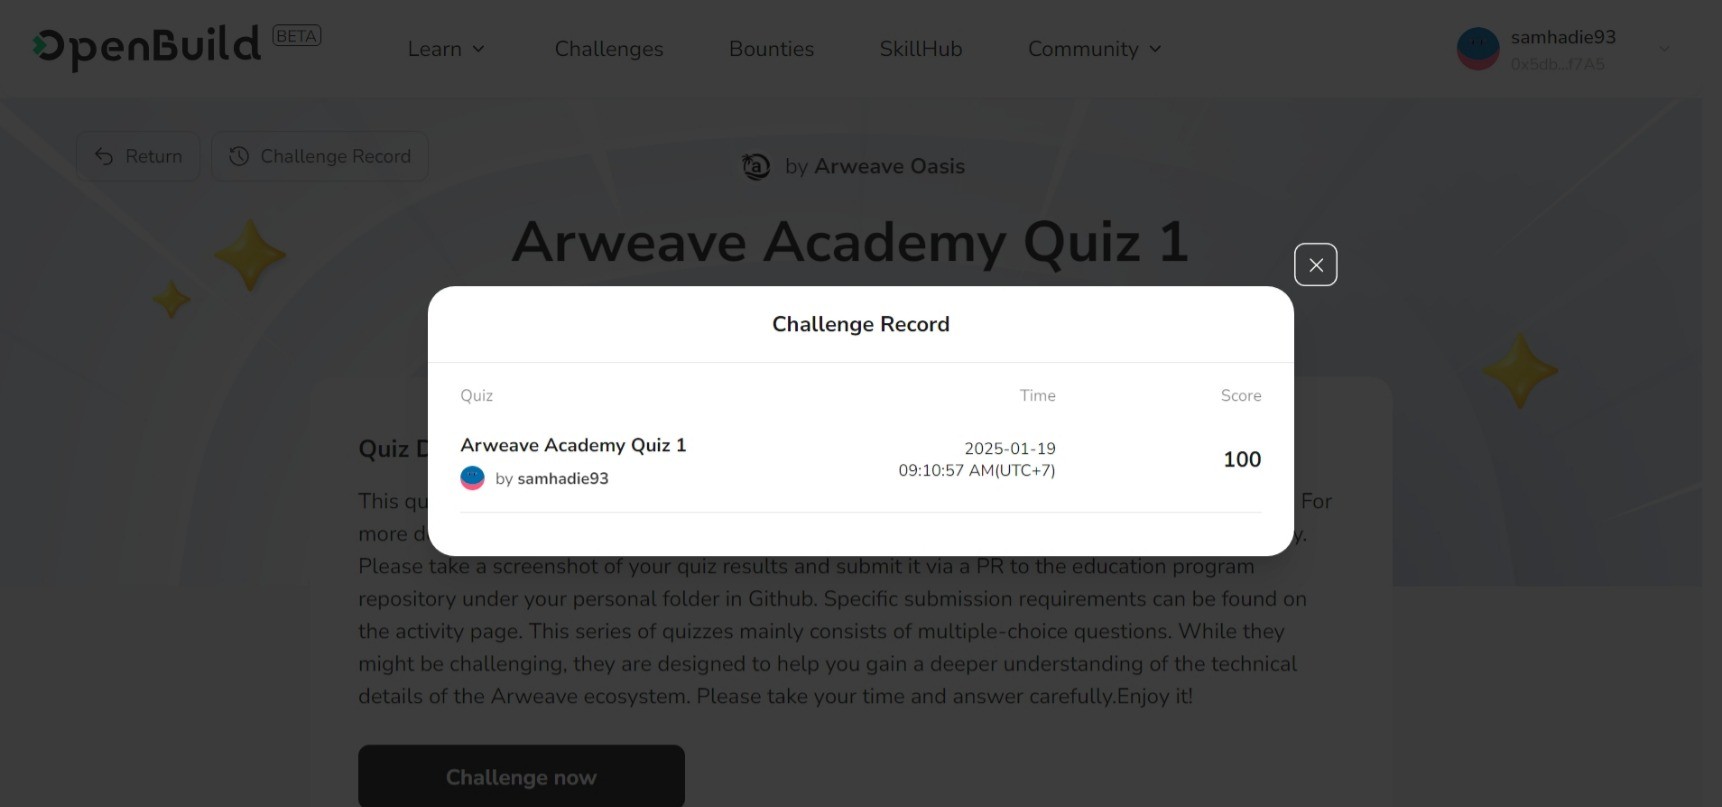 OpenBuild BETA
Learn Challenges Bounties SkillHub Community
samhadie93
0x5db...f7A5
Return Challenge Record
by Arweave Oasis
Arweave Academy Quiz 1
Challenge Record
Quiz Time Score
Arweave Academy Quiz 1
by samhadie93
2025-01-19
09:10:57 AM(UTC+7)
100
Quiz
This For
more
Please take a screenshot of your quiz results and submit it via a PR to the education program
repository under your personal folder in Github. Specific submission requirements can be found on
the activity page. This series of quizzes mainly consists of multiple-choice questions. While they
might be challenging, they are designed to help you gain a deeper understanding of the technical
details of the Arweave ecosystem. Please take your time and answer carefully.Enjoy it!
Challenge now